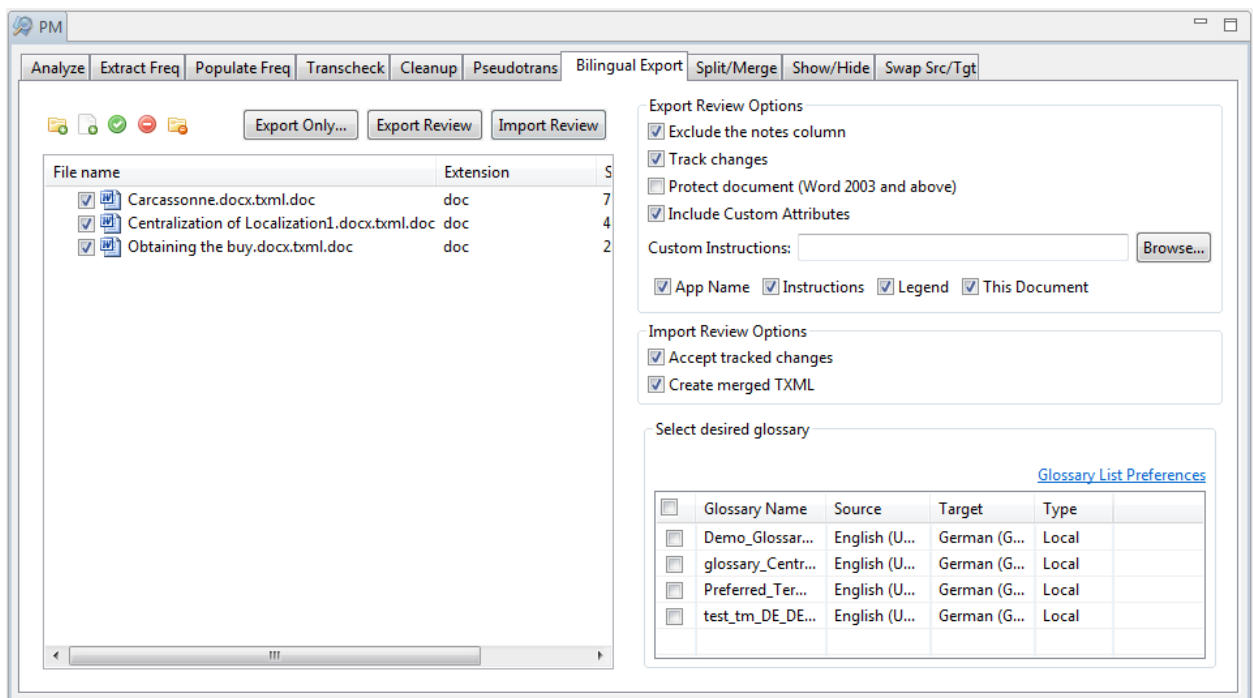 PM
Analyze Extract Freq Populate Freq Transcheck Cleanup Pseudotrans Bilingual Export Split/Merge Show/Hide Swap Src/Tgt
Export Only... Export Review Import Review
File name Extension S
Carcassonne.docx.txml.doc doc 7
Centralization of Localization1.docx.txml.doc doc 4
Obtaining the buy.docx.txml.doc doc 2
Export Review Options
Exclude the notes column
Track changes
Protect document (Word 2003 and above)
Include Custom Attributes
Custom Instructions: Browse...
App Name Instructions Legend This Document
Import Review Options
Accept tracked changes
Create merged TXML
Select desired glossary
Glossary List Preferences
Glossary Name Source Target Type
Demo_Glossar... English (U... German (G... Local
glossary_Centr... English (U... German (G... Local
Preferred_Ter... English (U... German (G... Local
test_tm_DE_DE... English (U... German (G... Local